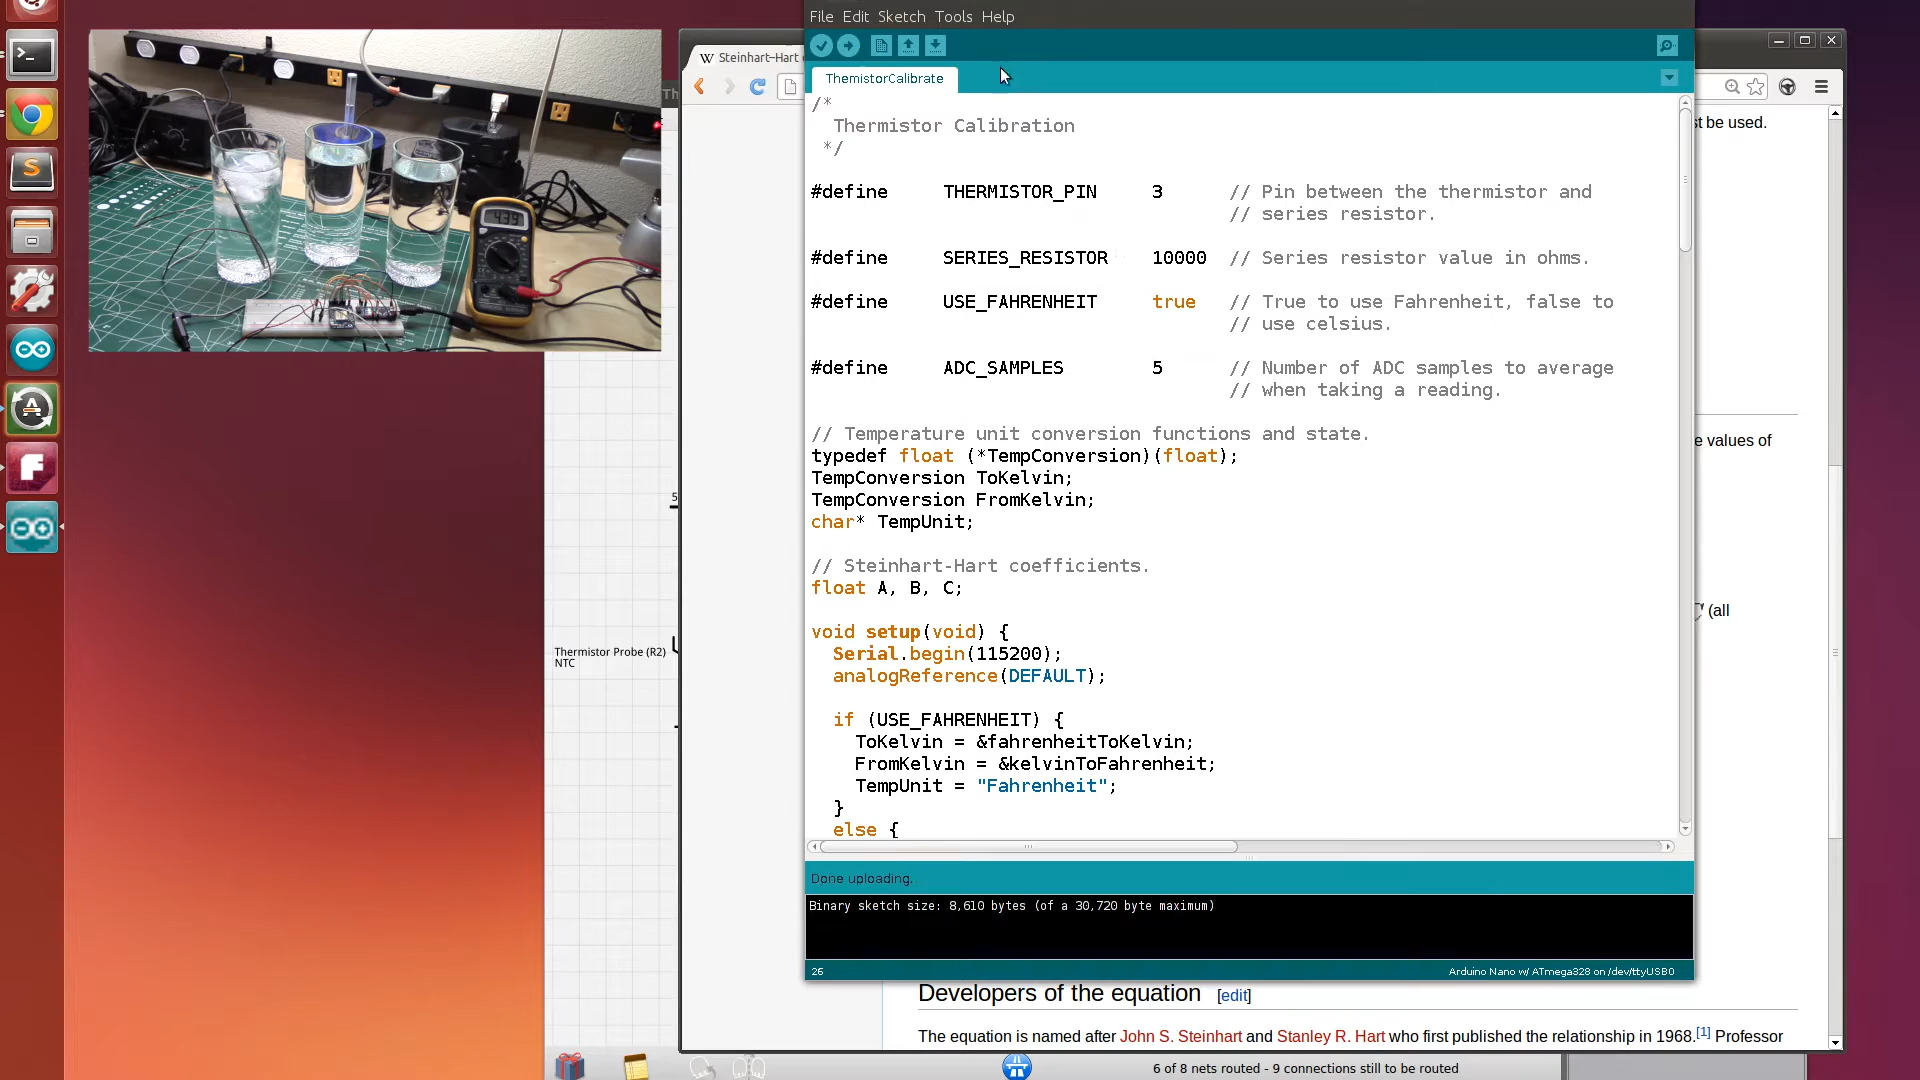 File Edit Sketch Tools Help
ThemistorCalibrate
/*
Thermistor Calibration
*/
#define THERMISTOR_PIN 3 // Pin between the thermistor and
// series resistor.
#define SERIES_RESISTOR 10000 // Series resistor value in ohms.
#define USE_FAHRENHEIT true // True to use Fahrenheit, false to
// use celsius.
#define ADC_SAMPLES 5 // Number of ADC samples to average
// when taking a reading.
// Temperature unit conversion functions and state.
typedef float (*TempConversion)(float);
TempConversion ToKelvin;
TempConversion FromKelvin;
char* TempUnit;
// Steinhart-Hart coefficients.
float A, B, C;
void setup(void) {
Serial.begin(115200);
analogReference(DEFAULT);
if (USE_FAHRENHEIT) {
ToKelvin = &fahrenheitToKelvin;
FromKelvin = &kelvinToFahrenheit;
TempUnit = "Fahrenheit";
}
else {
Done uploading.
Binary sketch size: 8,610 bytes (of a 30,720 byte maximum)
26
Arduino Nano w/ ATmega328 on /dev/ttyUSB0
W Steinhart–Hart
Th
st be used.
e values of
(all
5
Thermistor Probe (R2)
NTC
439
Developers of the equation [edit]
The equation is named after John S. Steinhart and Stanley R. Hart who first published the relationship in 1968.[1] Professor
6 of 8 nets routed - 9 connections still to be routed
>_
S
A
F